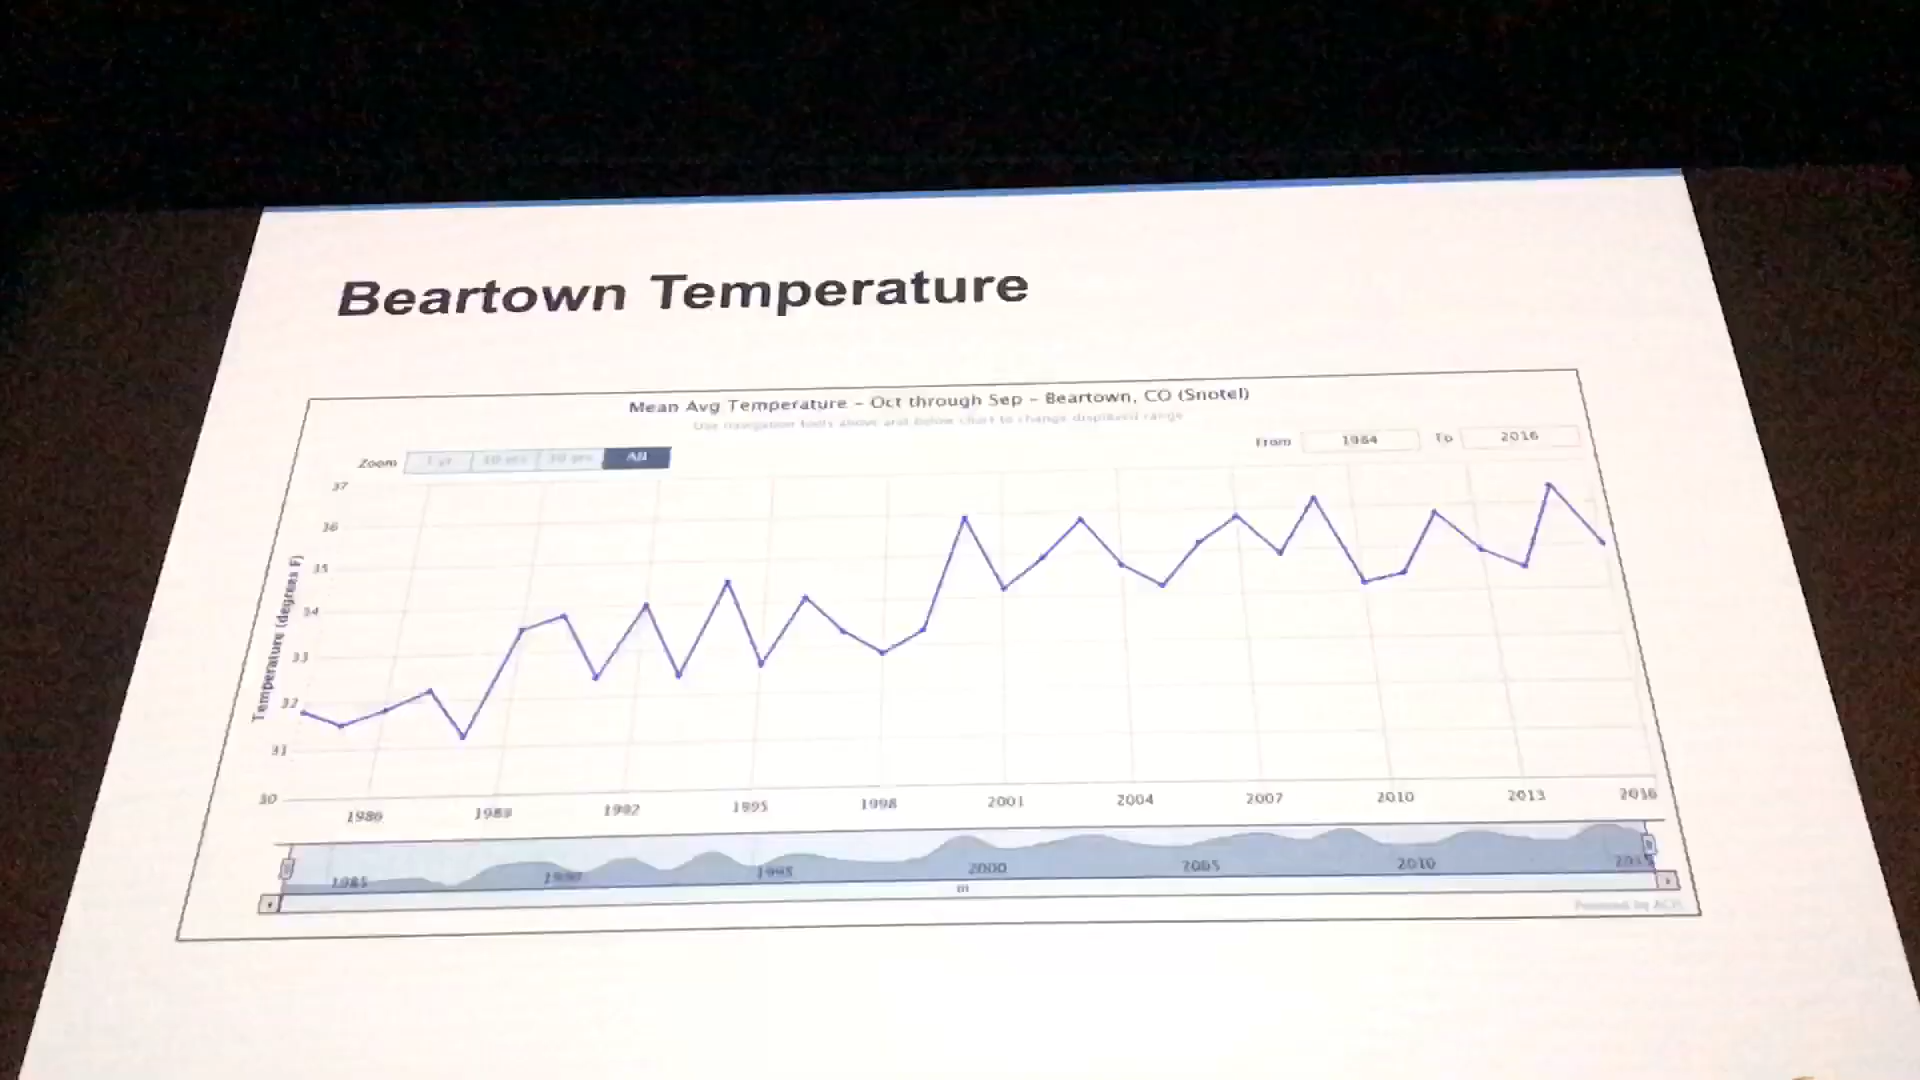 Beartown Temperature
Mean Avg Temperature – Oct through Sep – Beartown, CO (Snotel)
Use navigation tools above and below chart to change displayed range
Zoom 1 yr 10 yrs 30 yrs All
From 1984 To 2016
Temperature (degrees F)
37
36
35
34
33
32
31
30
1986 1989 1992 1995 1998 2001 2004 2007 2010 2013 2016
1985 1990 1995 2000 2005 2010 2015
Powered by ACIS